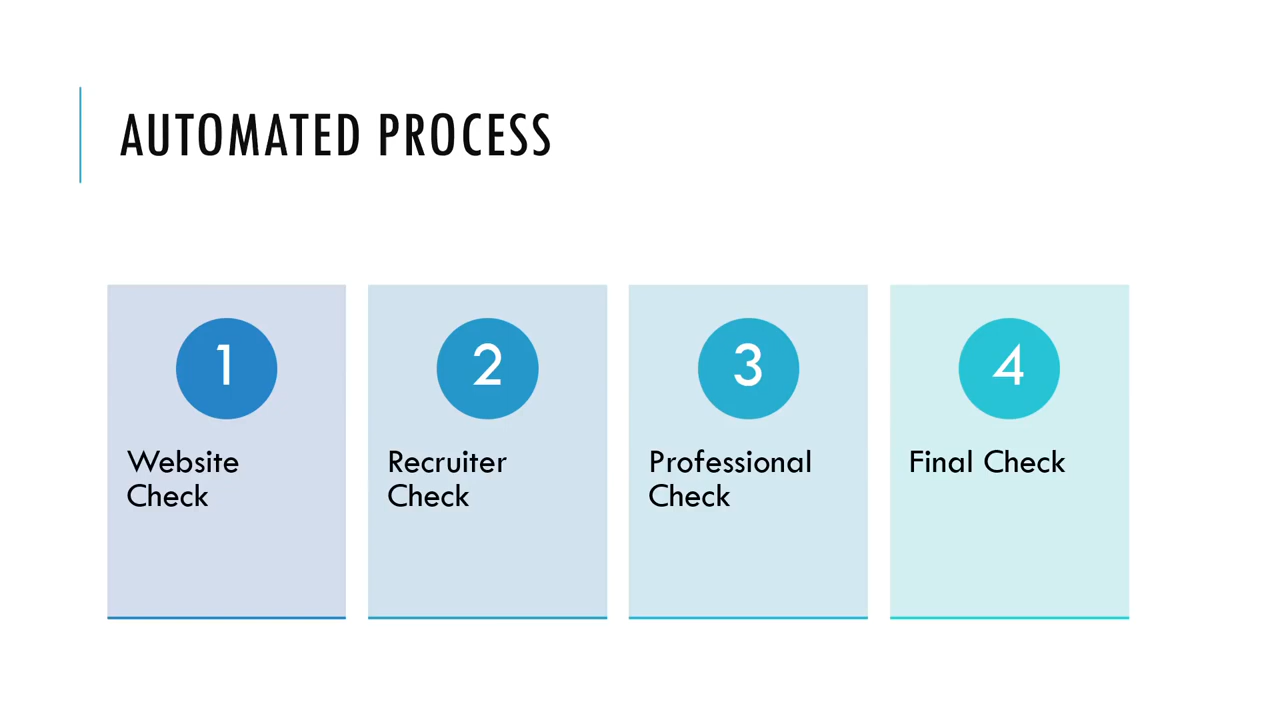 AUTOMATED PROCESS
1
Website
Check
2
Recruiter
Check
3
Professional
Check
4
Final Check